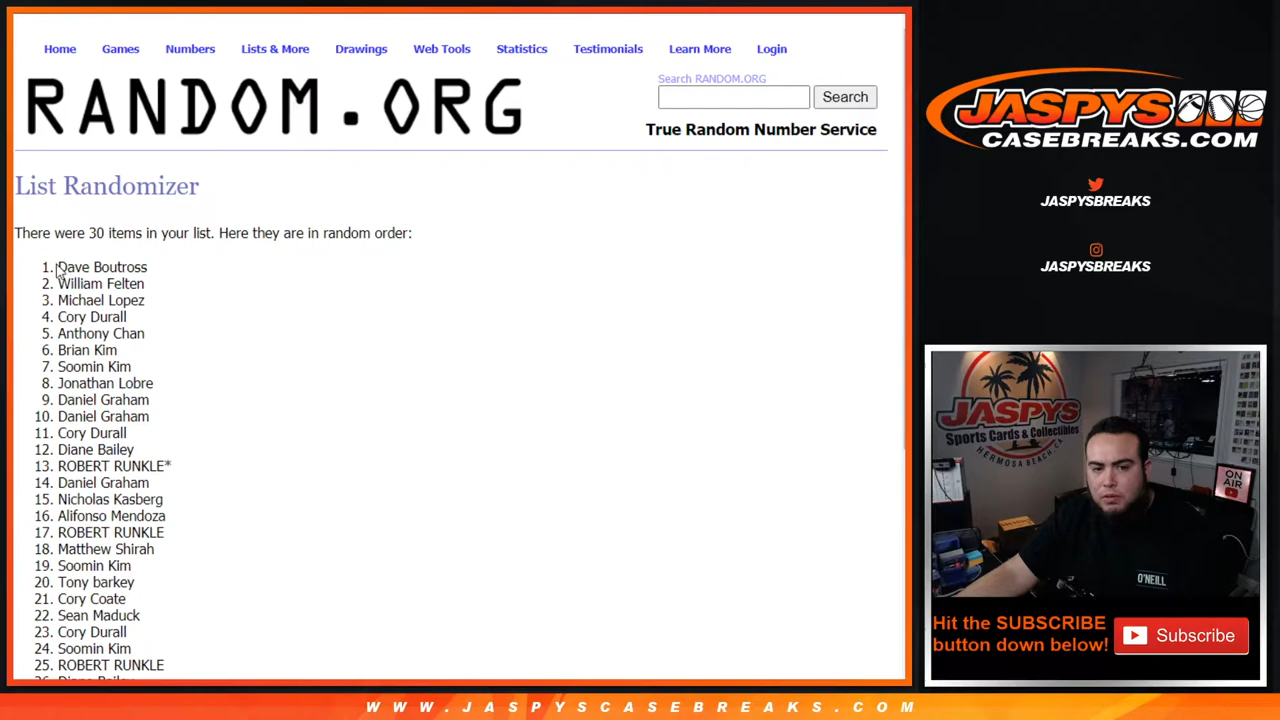 Home Games Numbers Lists & More Drawings Web Tools Statistics Testimonials Learn More Login
RANDOM.ORG
Search RANDOM.ORG
Search
True Random Number Service
List Randomizer
There were 30 items in your list. Here they are in random order:
1. Dave Boutross
2. William Felten
3. Michael Lopez
4. Cory Durall
5. Anthony Chan
6. Brian Kim
7. Soomin Kim
8. Jonathan Lobre
9. Daniel Graham
10. Daniel Graham
11. Cory Durall
12. Diane Bailey
13. ROBERT RUNKLE*
14. Daniel Graham
15. Nicholas Kasberg
16. Alifonso Mendoza
17. ROBERT RUNKLE
18. Matthew Shirah
19. Soomin Kim
20. Tony barkey
21. Cory Coate
22. Sean Maduck
23. Cory Durall
24. Soomin Kim
25. ROBERT RUNKLE
JASPYS
CASEBREAKS.COM
JASPYSBREAKS
JASPYSBREAKS
JASPYS
Sports Cards & Collectibles
HERMOSA BEACH, CA
ON
AIR
O'NEILL
Hit the SUBSCRIBE
button down below!
Subscribe
WWW.JASPYSCASEBREAKS.COM